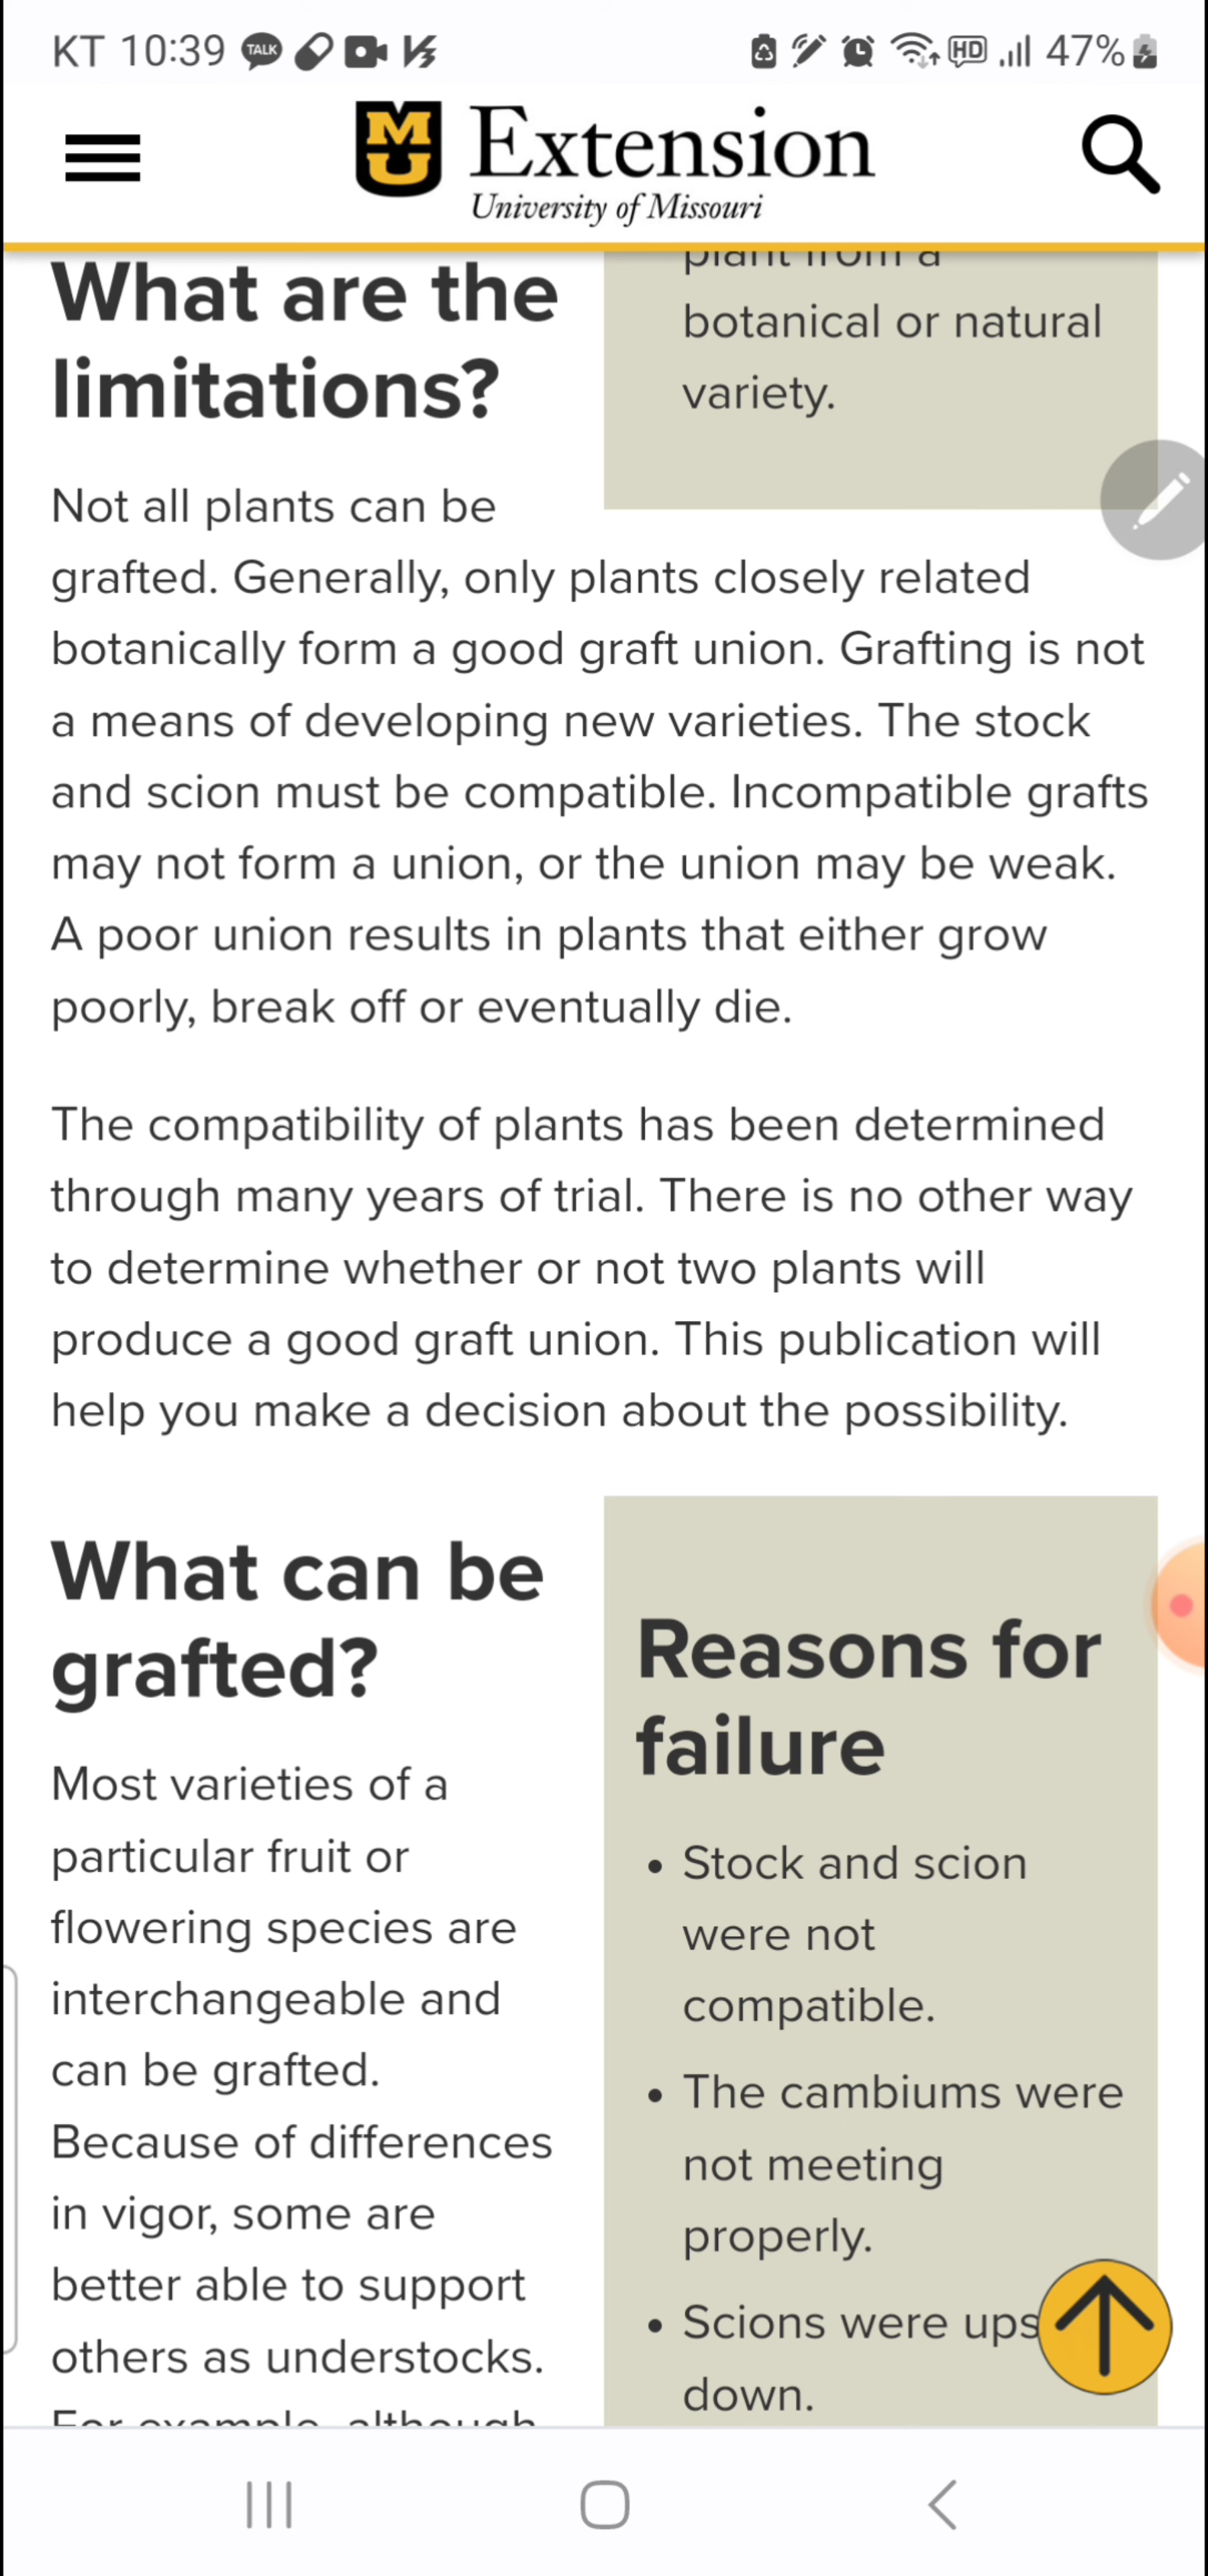 KT 10:39 TALK
HD 47%
MU Extension
University of Missouri
What are the
limitations?
plant from a
botanical or natural
variety.
Not all plants can be
grafted. Generally, only plants closely related
botanically form a good graft union. Grafting is not
a means of developing new varieties. The stock
and scion must be compatible. Incompatible grafts
may not form a union, or the union may be weak.
A poor union results in plants that either grow
poorly, break off or eventually die.
The compatibility of plants has been determined
through many years of trial. There is no other way
to determine whether or not two plants will
produce a good graft union. This publication will
help you make a decision about the possibility.
What can be
grafted?
Most varieties of a
particular fruit or
flowering species are
interchangeable and
can be grafted.
Because of differences
in vigor, some are
better able to support
others as understocks.
For example, although
Reasons for
failure
• Stock and scion
were not
compatible.
• The cambiums were
not meeting
properly.
• Scions were ups
down.